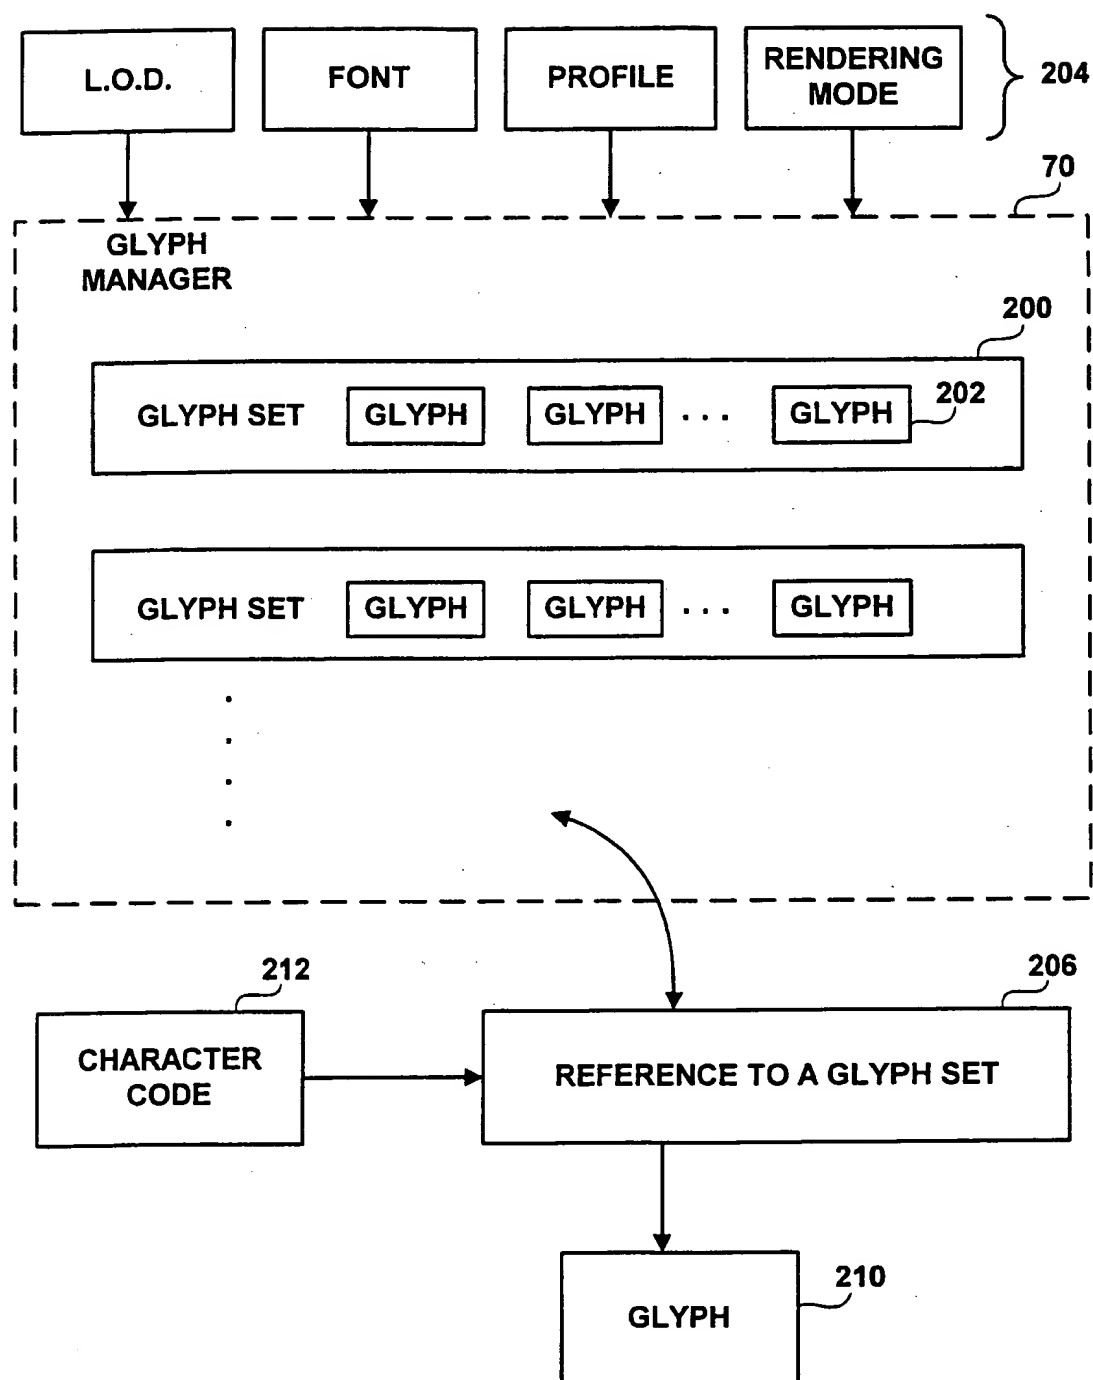 L.O.D.
FONT
PROFILE
RENDERING
MODE
204
70
GLYPH
MANAGER
200
GLYPH SET GLYPH GLYPH . . . GLYPH 202
GLYPH SET GLYPH GLYPH . . . GLYPH
212
206
CHARACTER
CODE
REFERENCE TO A GLYPH SET
210
GLYPH